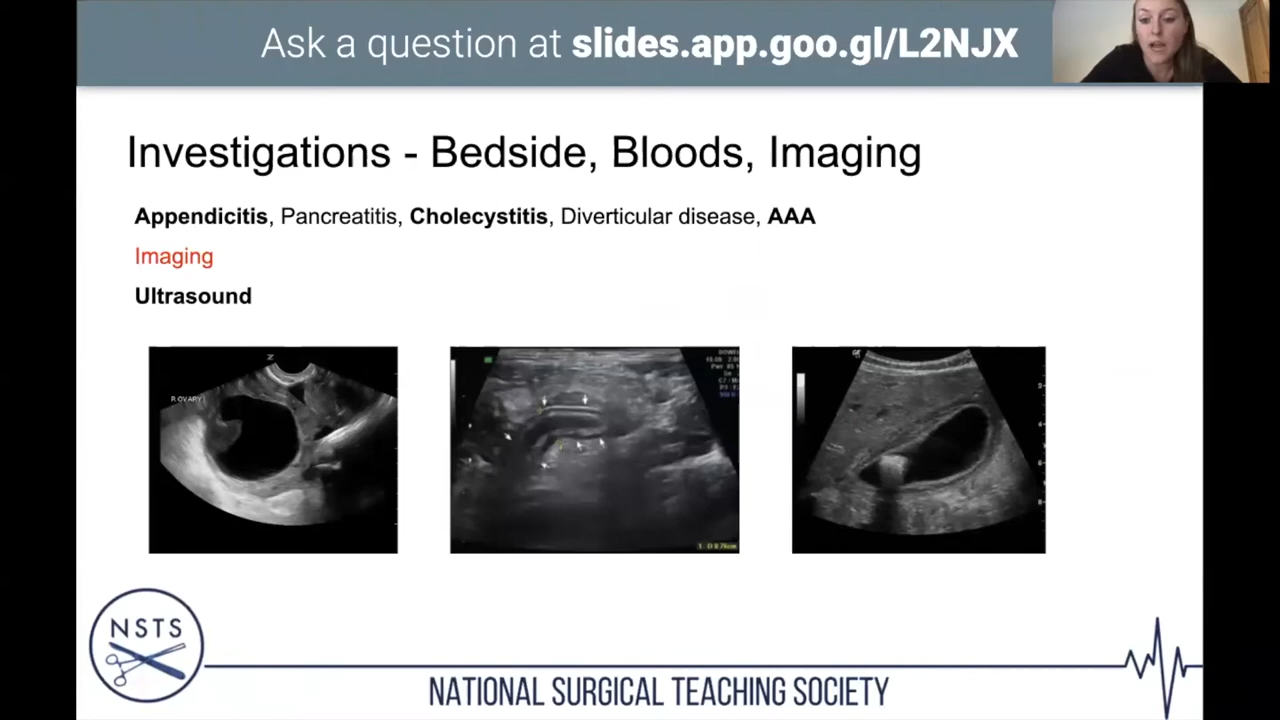 Ask a question at slides.app.goo.gl/L2NJX
Investigations - Bedside, Bloods, Imaging
Appendicitis, Pancreatitis, Cholecystitis, Diverticular disease, AAA
Imaging
Ultrasound
R OVARY
NSTS
NATIONAL SURGICAL TEACHING SOCIETY